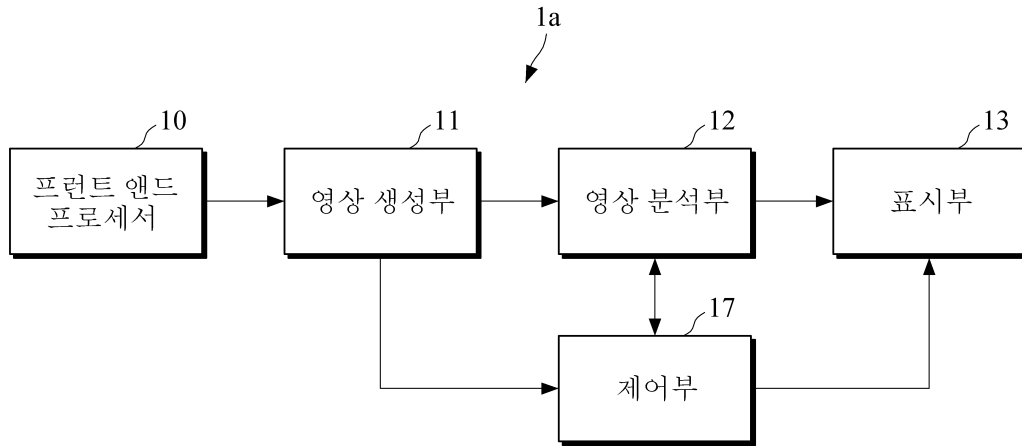 1a
10
11
12
13
프런트 앤드
프로세서
영상 생성부
영상 분석부
표시부
17
제어부